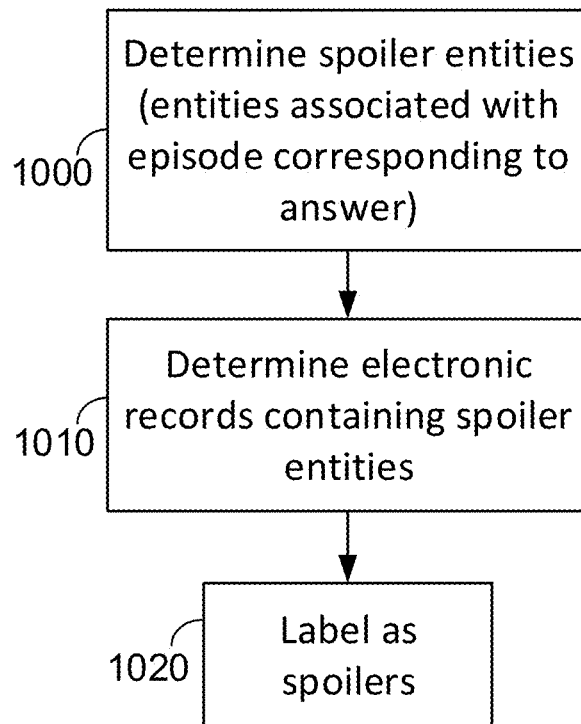 Determine spoiler entities
(entities associated with
episode corresponding to
answer)
1000
Determine electronic
records containing spoiler
entities
1010
Label as
spoilers
1020